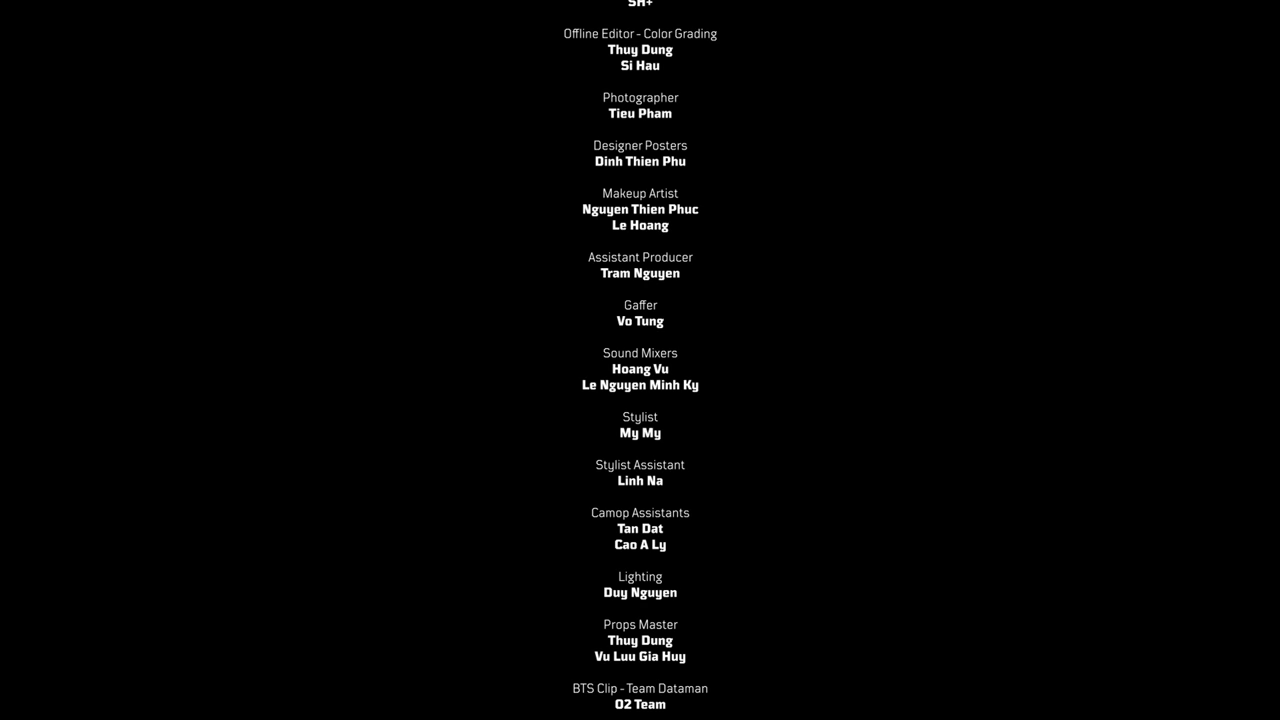 SH+
Offline Editor - Color Grading
Thuy Dung
Si Hau
Photographer
Tieu Pham
Designer Posters
Dinh Thien Phu
Makeup Artist
Nguyen Thien Phuc
Le Hoang
Assistant Producer
Tram Nguyen
Gaffer
Vo Tung
Sound Mixers
Hoang Vu
Le Nguyen Minh Ky
Stylist
My My
Stylist Assistant
Linh Na
Camop Assistants
Tan Dat
Cao A Ly
Lighting
Duy Nguyen
Props Master
Thuy Dung
Vu Luu Gia Huy
BTS Clip - Team Dataman
O2 Team